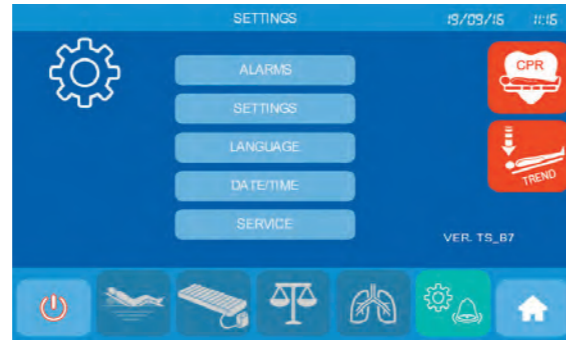 SETTINGS
19/09/16 11:16
ALARMS
CPR
SETTINGS
LANGUAGE
DATE/TIME
TREND
SERVICE
VER. TS_B7